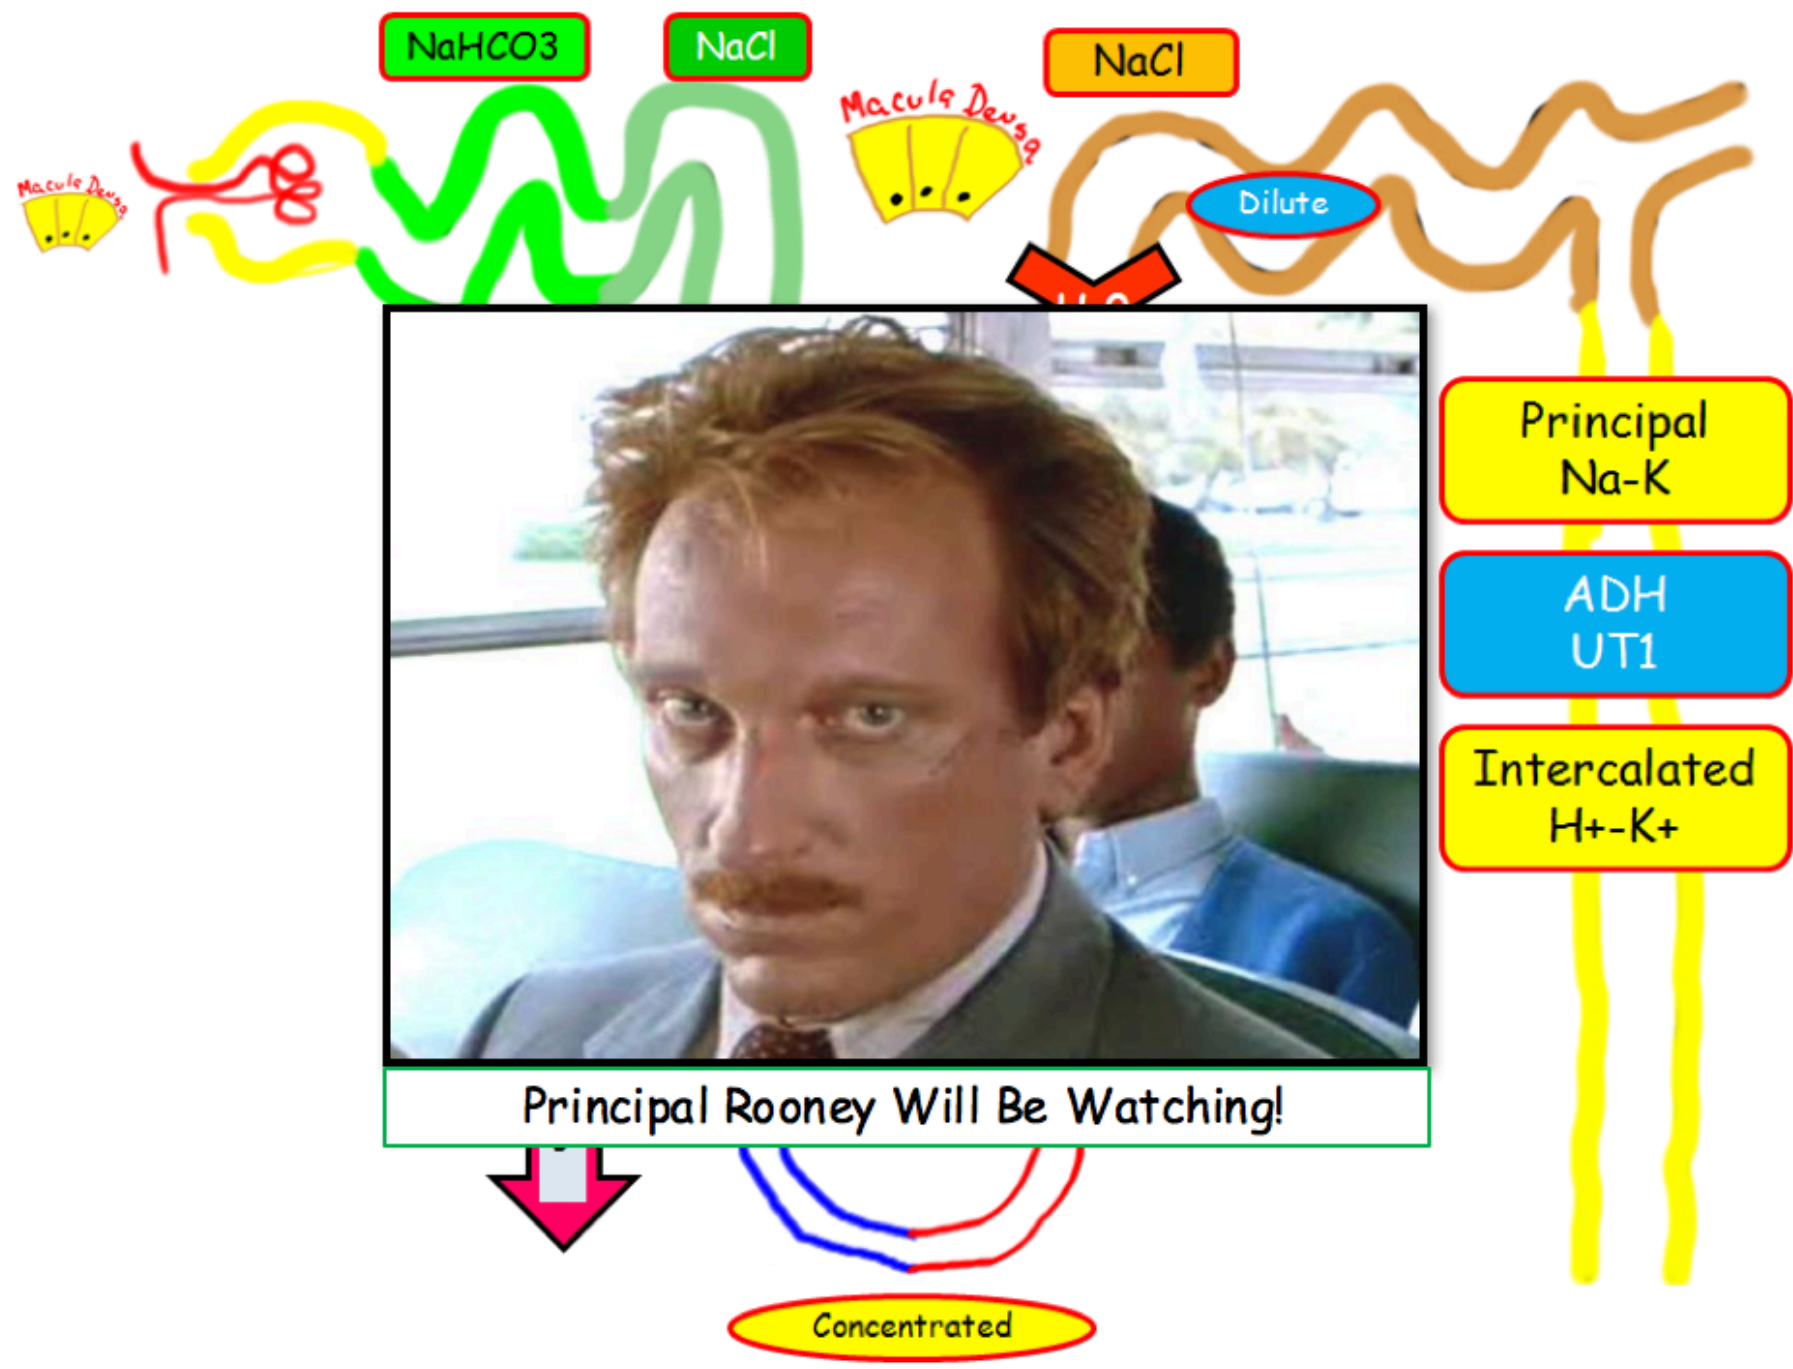 NaHCO3
NaCl
NaCl
Macula Densa
Macula Densa
Dilute
Principal
Na-K
ADH
UT1
Intercalated
H+-K+
Principal Rooney Will Be Watching!
Concentrated